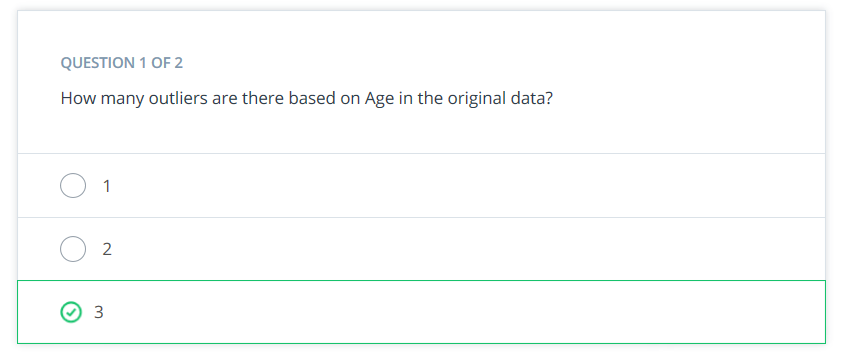 QUESTION 1 OF 2
How many outliers are there based on Age in the original data?
1
2
3